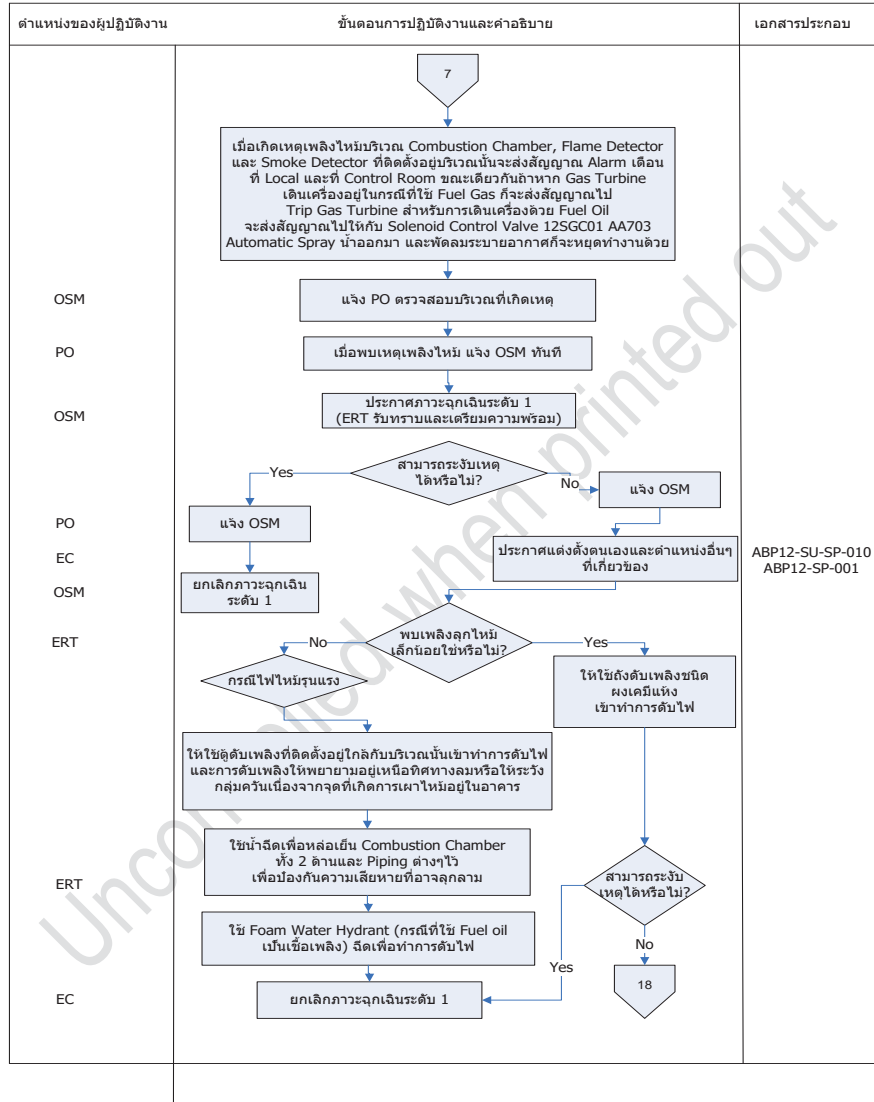 ตำแหน่งของผู้ปฏิบัติงาน
ขั้นตอนการปฏิบัติงานและคำอธิบาย
เอกสารประกอบ
7
เมื่อเกิดเหตุเพลิงไหม้บริเวณ Combustion Chamber, Flame Detector
และ Smoke Detector ที่ติดตั้งอยู่บริเวณนั้นจะส่งสัญญาณ Alarm เตือน
ที่ Local และที่ Control Room ขณะเดียวกันถ้าหาก Gas Turbine
เดินเครื่องอยู่ในกรณีที่ใช้ Fuel Gas ก็จะส่งสัญญาณไป
Trip Gas Turbine สำหรับการเดินเครื่องด้วย Fuel Oil
จะส่งสัญญาณไปให้กับ Solenoid Control Valve 12SGC01 AA703
Automatic Spray น้ำออกมา และพัดลมระบายอากาศก็จะหยุดทำงานด้วย
OSM
แจ้ง PO ตรวจสอบบริเวณที่เกิดเหตุ
PO
เมื่อพบเหตุเพลิงไหม้ แจ้ง OSM ทันที
OSM
ประกาศภาวะฉุกเฉินระดับ 1
(ERT รับทราบและเตรียมความพร้อม)
สามารถระงับเหตุ
ได้หรือไม่?
Yes
No
แจ้ง OSM
PO
แจ้ง OSM
EC
ประกาศแต่งตั้งตนเองและตำแหน่งอื่นๆ
ที่เกี่ยวข้อง
ABP12-SU-SP-010
ABP12-SP-001
OSM
ยกเลิกภาวะฉุกเฉิน
ระดับ 1
ERT
พบเพลิงลุกไหม้
เล็กน้อยใช่หรือไม่?
No
Yes
กรณีไฟไหม้รุนแรง
ให้ใช้ถังดับเพลิงชนิด
ผงเคมีแห้ง
เข้าทำการดับไฟ
ให้ใช้ตู้ดับเพลิงที่ติดตั้งอยู่ใกล้กับบริเวณนั้นเข้าทำการดับไฟ
และการดับเพลิงให้พยายามอยู่เหนือทิศทางลมหรือให้ระวัง
กลุ่มควันเนื่องจากจุดที่เกิดการเผาไหม้อยู่ในอาคาร
ERT
ใช้น้ำฉีดเพื่อหล่อเย็น Combustion Chamber
ทั้ง 2 ด้านและ Piping ต่างๆไว้
เพื่อป้องกันความเสียหายที่อาจลุกลาม
สามารถระงับ
เหตุได้หรือไม่?
ใช้ Foam Water Hydrant (กรณีที่ใช้ Fuel oil
เป็นเชื้อเพลิง) ฉีดเพื่อทำการดับไฟ
No
Yes
18
EC
ยกเลิกภาวะฉุกเฉินระดับ 1
Uncontrolled when printed out